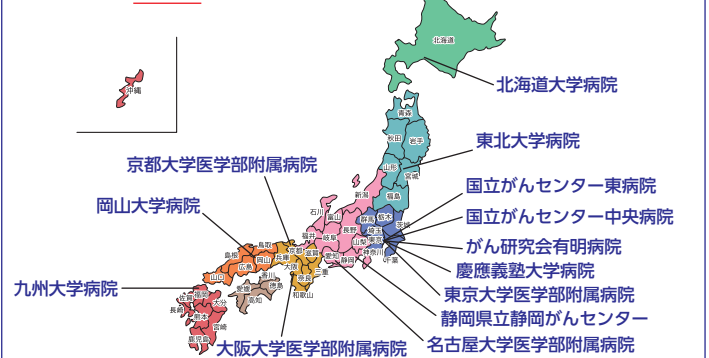 北海道
北海道大学病院
沖縄
青森
秋田
岩手
東北大学病院
山形
宮城
京都大学医学部附属病院
新潟
福島
国立がんセンター東病院
岡山大学病院
石川
富山
群馬
栃木
茨城
国立がんセンター中央病院
福井
岐阜
長野
埼玉
東京
山梨
がん研究会有明病院
島根
鳥取
岡山
広島
兵庫
京都
滋賀
愛知
静岡
神奈川
千葉
慶應義塾大学病院
山口
香川
大阪
奈良
三重
九州大学病院
佐賀
福岡
大分
愛媛
徳島
高知
和歌山
東京大学医学部附属病院
長崎
熊本
宮崎
静岡県立静岡がんセンター
鹿児島
大阪大学医学部附属病院
名古屋大学医学部附属病院